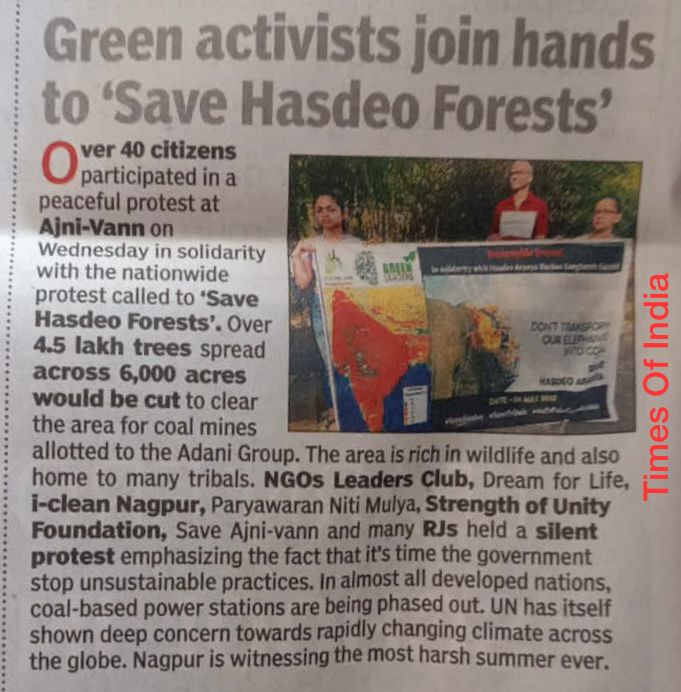 Green activists join hands
to ‘Save Hasdeo Forests’
Over 40 citizens
participated in a
peaceful protest at
Ajni-Vann on
Wednesday in solidarity
with the nationwide
protest called to ‘Save
Hasdeo Forests’. Over
4.5 lakh trees spread
across 6,000 acres
would be cut to clear
the area for coal mines
GREEN
DON'T TRANSFORM
OUR ELEPHANT
INTO
HASDEO
allotted to the Adani Group. The area is rich in wildlife and also
home to many tribals. NGOs Leaders Club, Dream for Life,
i-clean Nagpur, Paryawaran Niti Mulya, Strength of Unity
Foundation, Save Ajni-vann and many RJs held a silent
protest emphasizing the fact that it's time the government
stop unsustainable practices. In almost all developed nations,
coal-based power stations are being phased out. UN has itself
shown deep concern towards rapidly changing climate across
the globe. Nagpur is witnessing the most harsh summer ever.
Times Of India